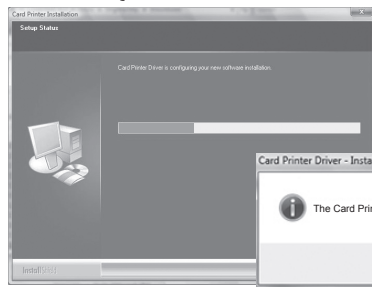 Card Printer Installation
Setup Status
Card Printer Driver is configuring your new software installation.
Card Printer Driver - Insta
The Card Prin
InstallShield